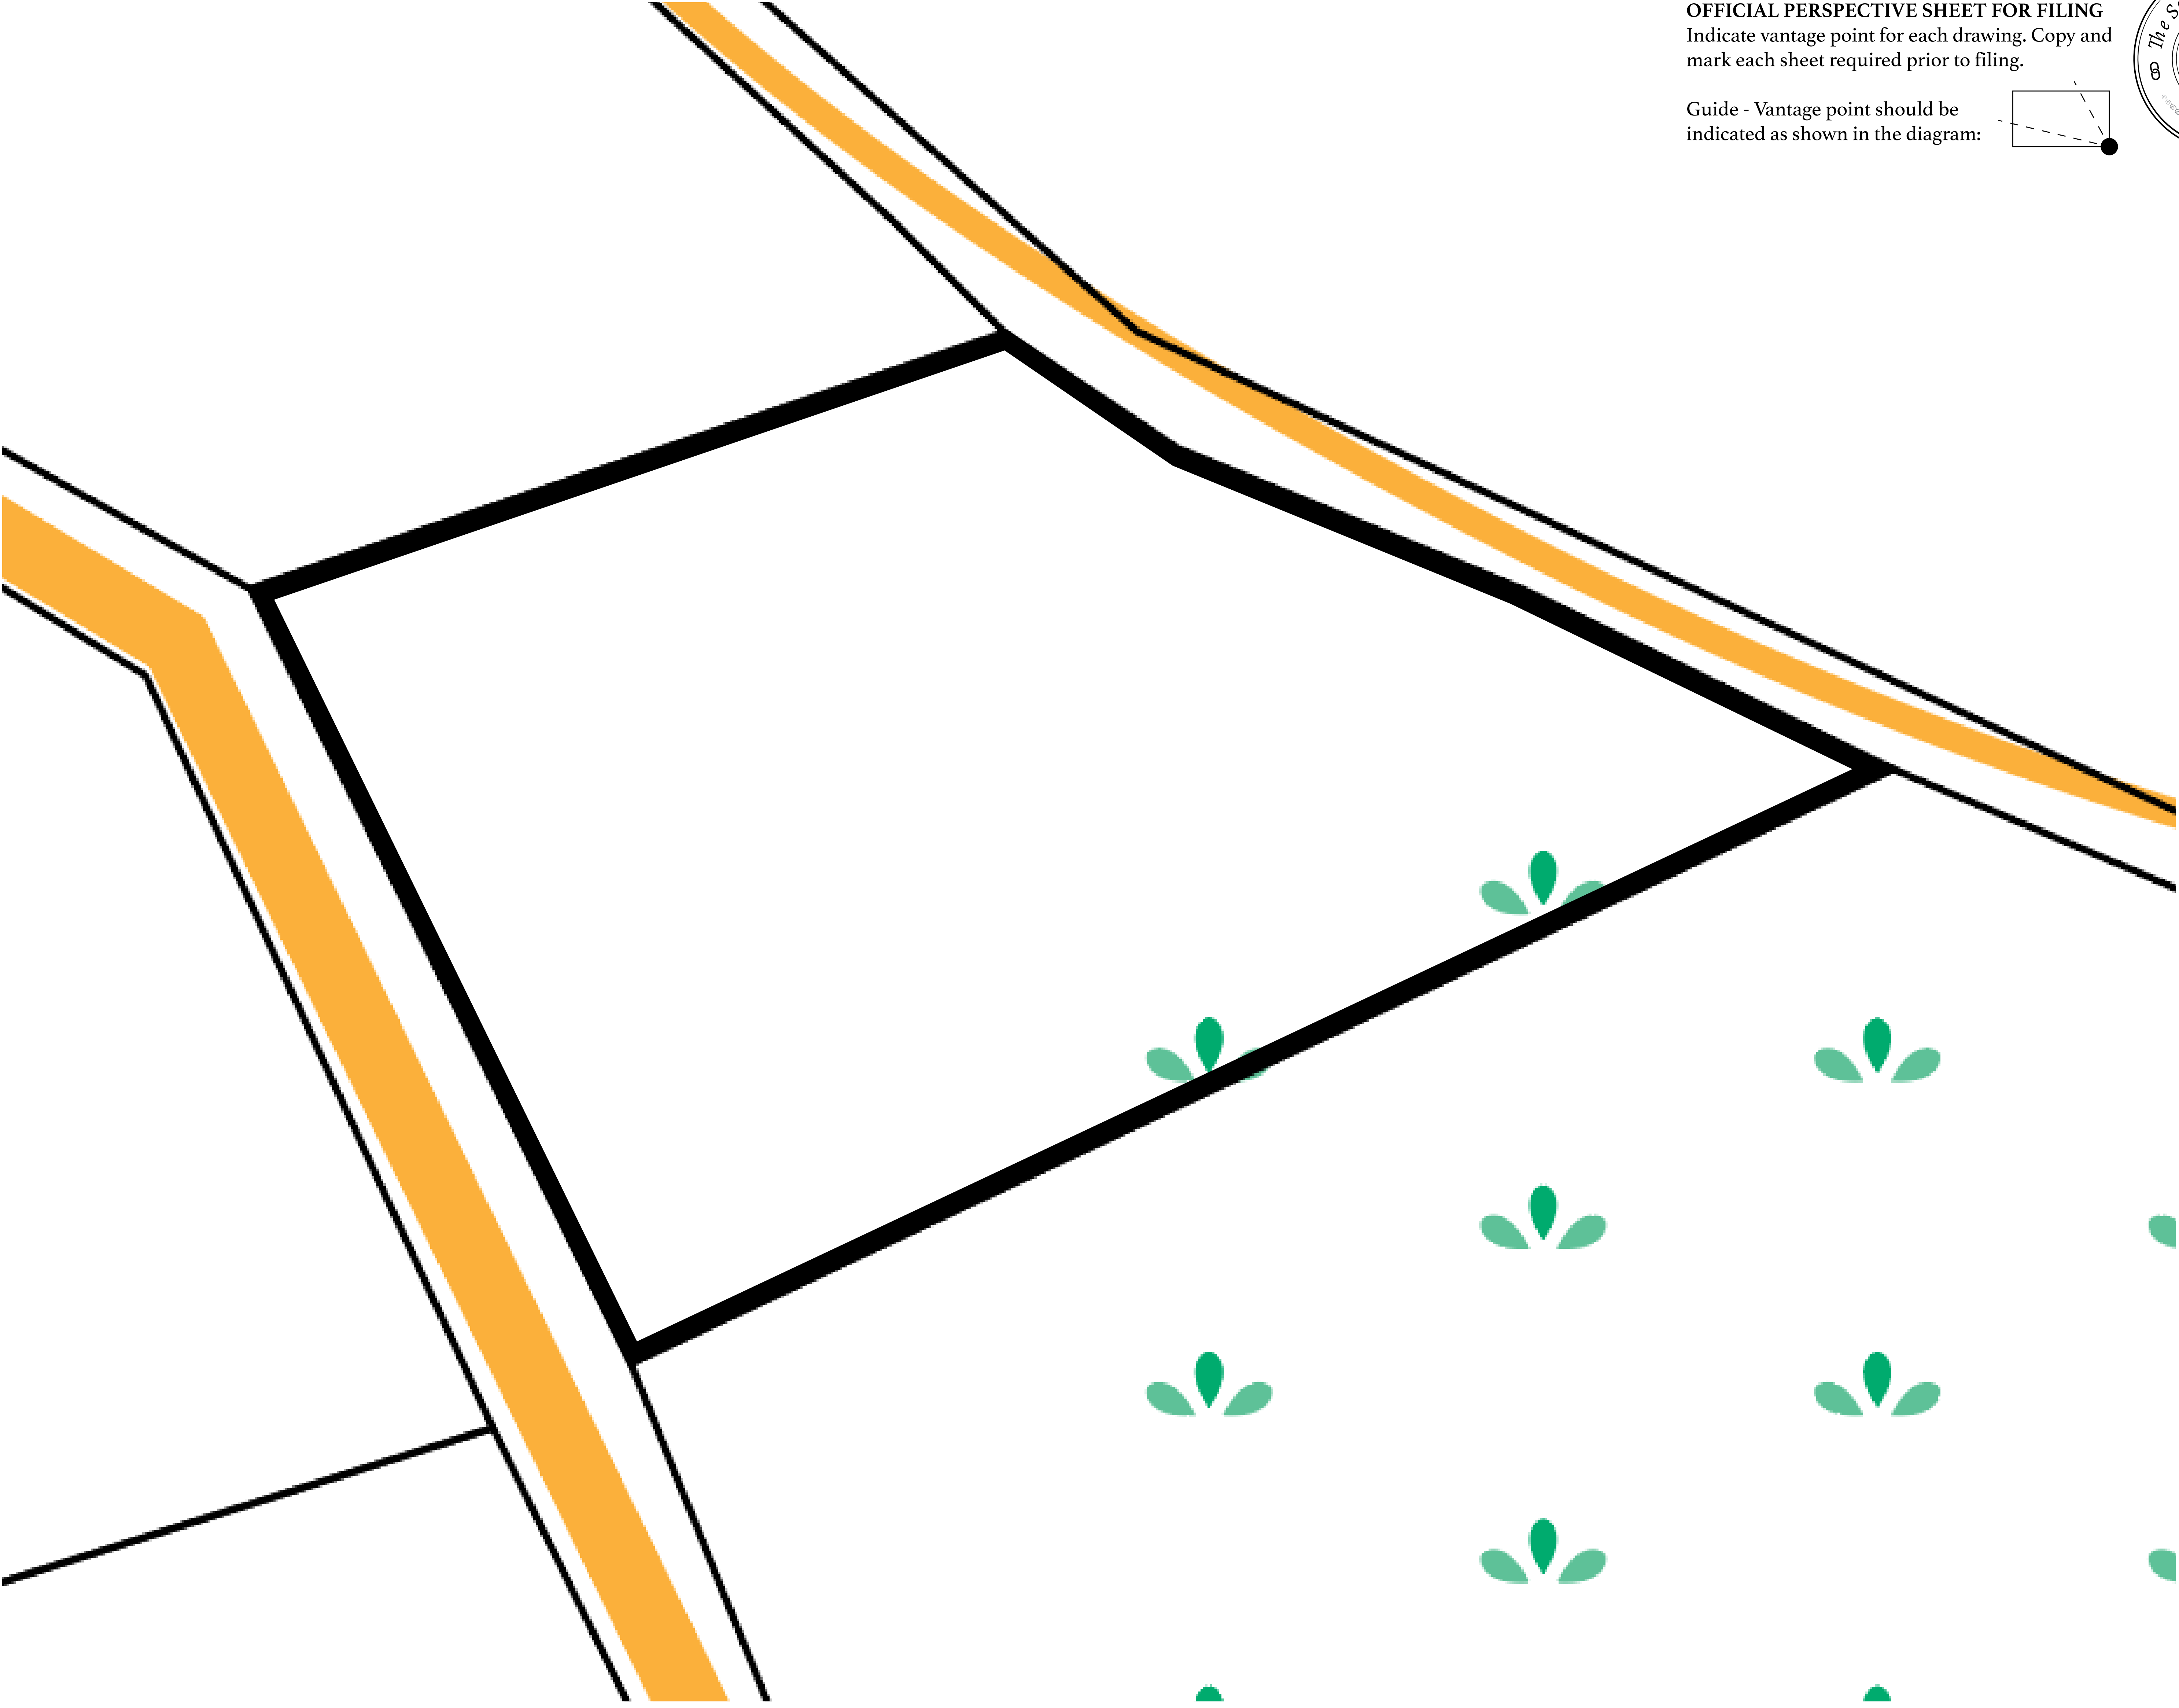 OFFICIAL PERSPECTIVE SHEET FOR FILING
Indicate vantage point for each drawing. Copy and
mark each sheet required prior to filing.
Guide - Vantage point should be
indicated as shown in the diagram:
The